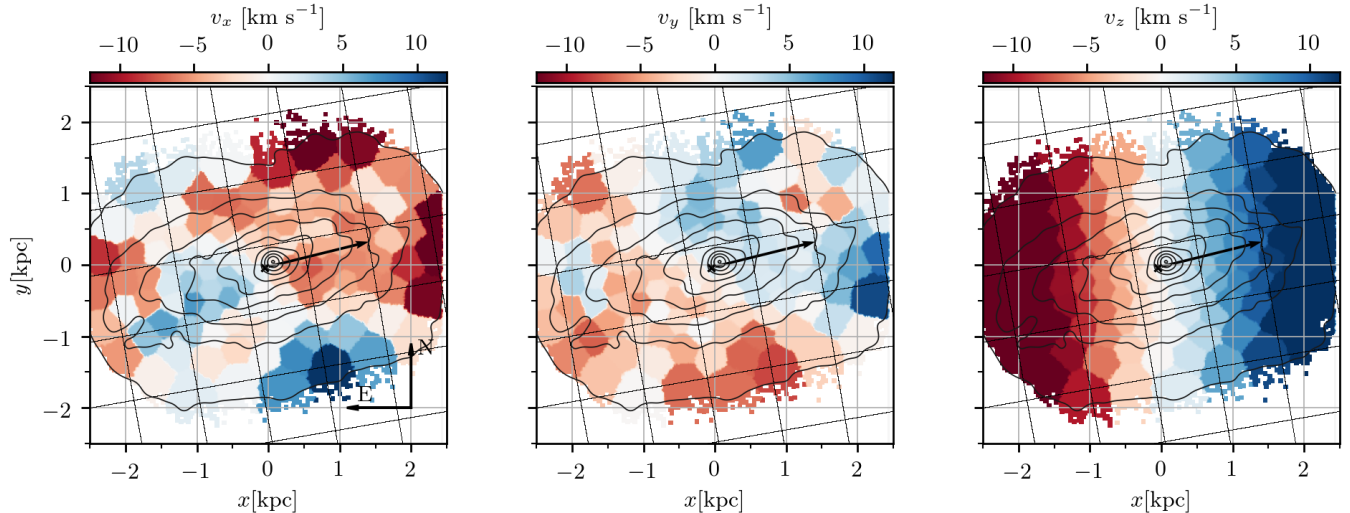 v_x [km s⁻¹] v_y [km s⁻¹] v_z [km s⁻¹]
−10 −5 0 5 10 −10 −5 0 5 10 −10 −5 0 5 10
2
1
0
−1
−2
y[kpc]
N
E
−2 −1 0 1 2 −2 −1 0 1 2 −2 −1 0 1 2
x[kpc] x[kpc] x[kpc]